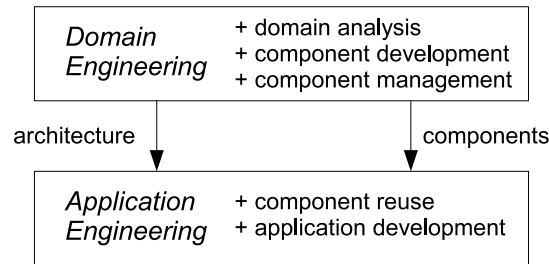 Domain
Engineering
+ domain analysis
+ component development
+ component management
architecture
components
Application
Engineering
+ component reuse
+ application development